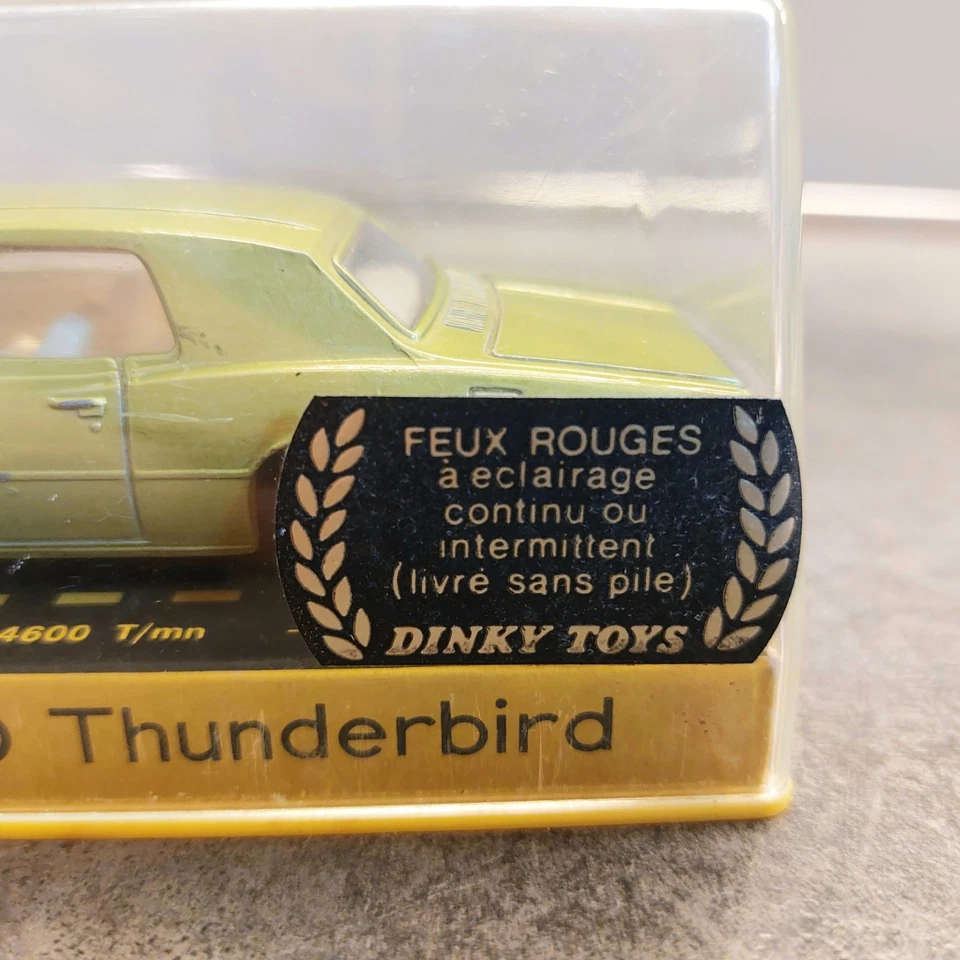 FEUX ROUGES
à eclairage
continu ou
intermittent
(livré sans pile)
DINKY TOYS
4600 T/mn
Thunderbird